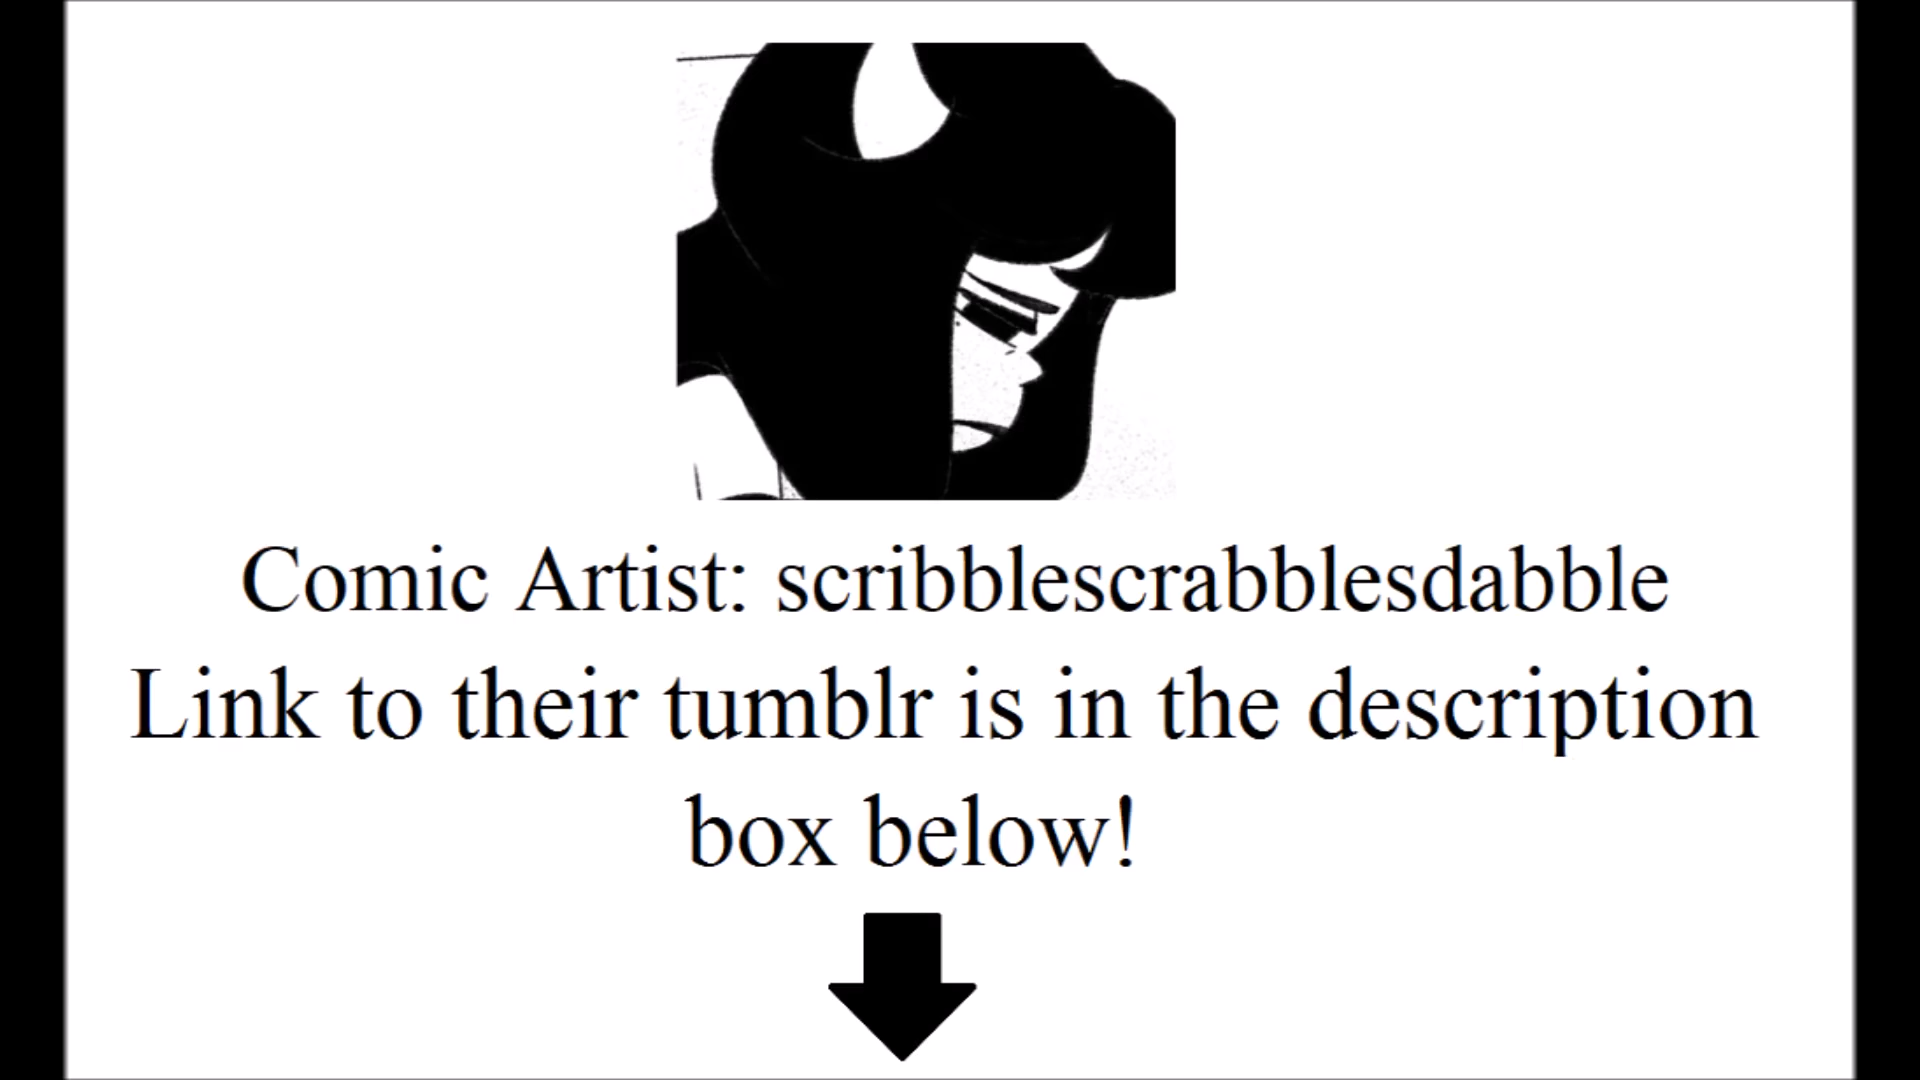 Comic Artist: scribblescrabblesdabble
Link to their tumblr is in the description
box below!